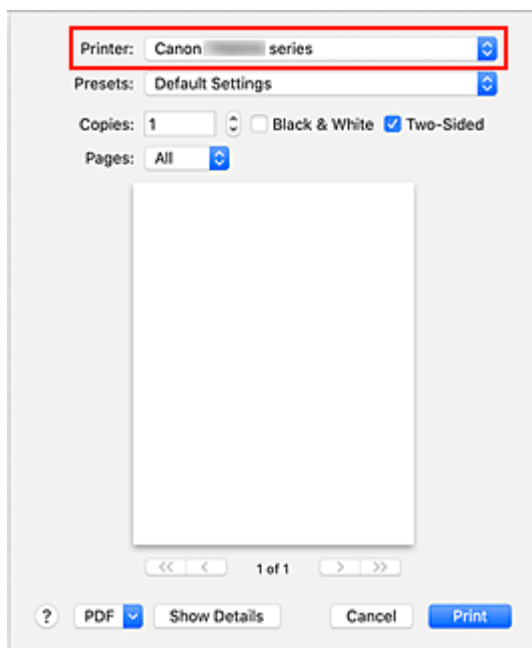 Printer: Canon series
Presets: Default Settings
Copies: 1 Black & White Two-Sided
Pages: All
<< < 1 of 1 > >>
? PDF Show Details Cancel Print